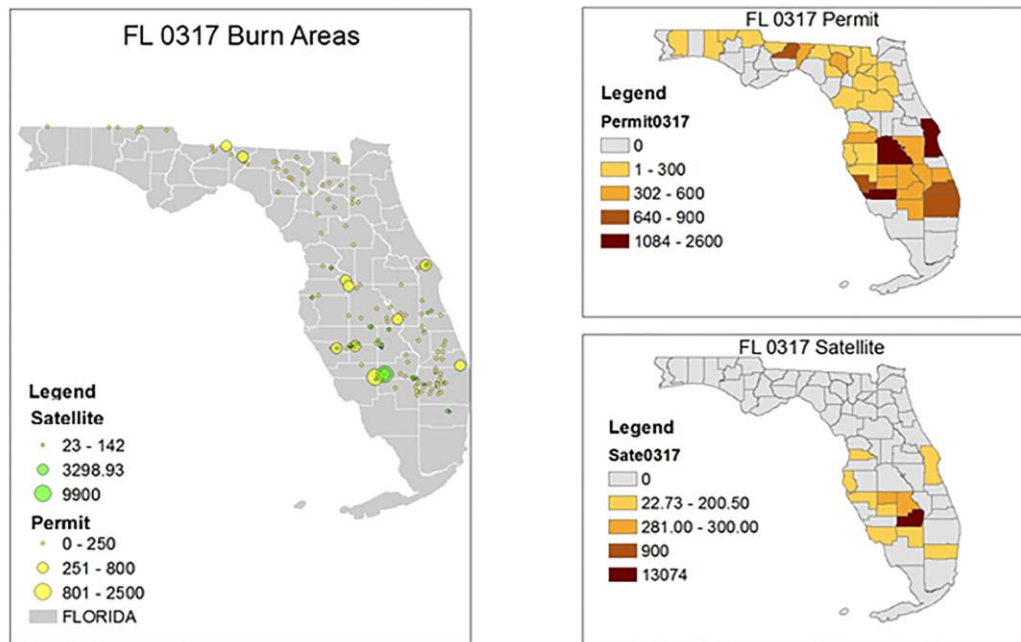 FL 0317 Burn Areas
Legend
Satellite
23 - 142
3298.93
9900
Permit
0 - 250
251 - 800
801 - 2500
FLORIDA
FL 0317 Permit
Legend
Permit0317
0
1 - 300
302 - 600
640 - 900
1084 - 2600
FL 0317 Satellite
Legend
Sate0317
0
22.73 - 200.50
281.00 - 300.00
900
13074